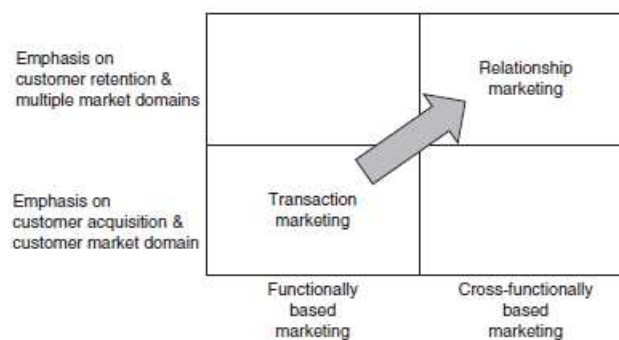 Emphasis on
customer retention &
multiple market domains
Relationship
marketing
Emphasis on
customer acquisition &
customer market domain
Transaction
marketing
Functionally
based
marketing
Cross-functionally
based
marketing